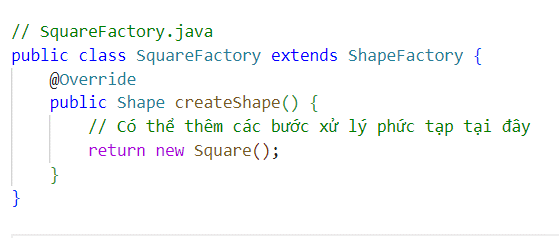 // SquareFactory.java
public class SquareFactory extends ShapeFactory {
    @Override
    public Shape createShape() {
        // Có thể thêm các bước xử lý phức tạp tại đây
        return new Square();
    }
}